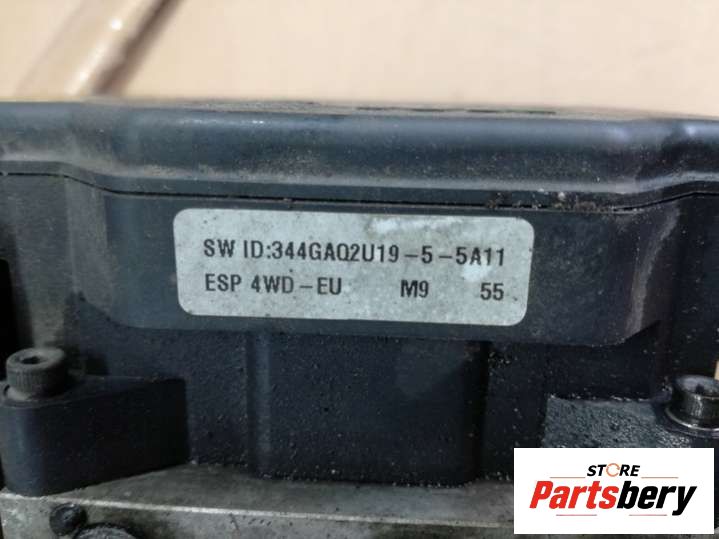 SW ID:344GAQ2U19-5-5A11
ESP 4WD-EU M9 55
STORE
Partsbery